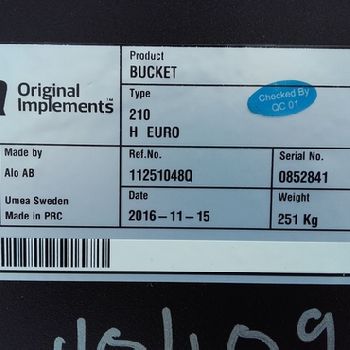 Original
Implements™
Product
BUCKET
Type
210
H EURO
Checked By
QC 01
Made by
Alo AB
Umea Sweden
Made in PRC
Ref.No.
11251048Q
Serial No.
0852841
Date
2016-11-15
Weight
251 Kg